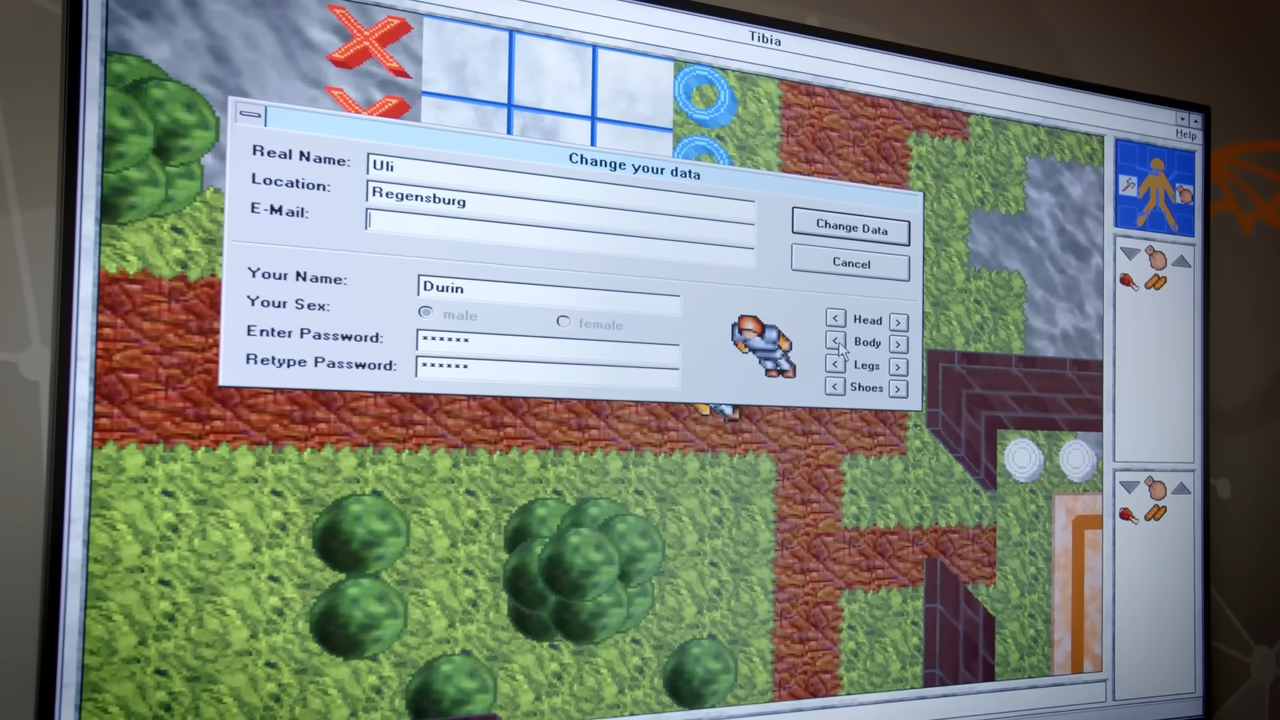 Tibia
Help
Change your data
Real Name: Uli
Location: Regensburg
E-Mail:
Change Data
Cancel
Your Name: Durin
Your Sex: male female
Enter Password: ******
Retype Password: ******
< Head >
< Body >
< Legs >
< Shoes >